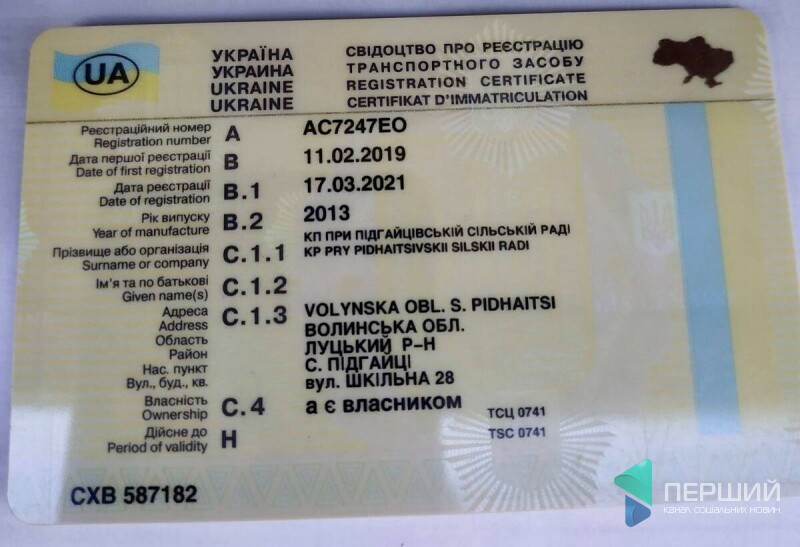 UA
УКРАЇНА
УКРАИНА
UKRAINE
UKRAINE
СВІДОЦТВО ПРО РЕЄСТРАЦІЮ
ТРАНСПОРТНОГО ЗАСОБУ
REGISTRATION CERTIFICATE
CERTIFICAT D'IMMATRICULATION
Реєстраційний номер
Registration number
A
AC7247EO
Дата першої реєстрації
Date of first registration
B
11.02.2019
Дата реєстрації
Date of registration
B.1
17.03.2021
Рік випуску
Year of manufacture
B.2
2013
Прізвище або організація
Surname or company
C.1.1
КП ПРИ ПІДГАЙЦІВСЬКІЙ СІЛЬСЬКІЙ РАДІ
KP PRY PIDHAITSIVSKII SILSKII RADI
Ім'я та по батькові
Given name(s)
C.1.2
Адреса
Address
Область
Район
Нас. пункт
Вул., буд., кв.
C.1.3
VOLYNSKA OBL. S. PIDHAITSI
ВОЛИНСЬКА ОБЛ.
ЛУЦЬКИЙ Р-Н
С. ПІДГАЙЦІ
вул. ШКІЛЬНА 28
Власність
Ownership
C.4
а є власником
ТСЦ 0741
TSC 0741
Дійсне до
Period of validity
H
СХВ 587182
ПЕРШИЙ
канал соціальних новин